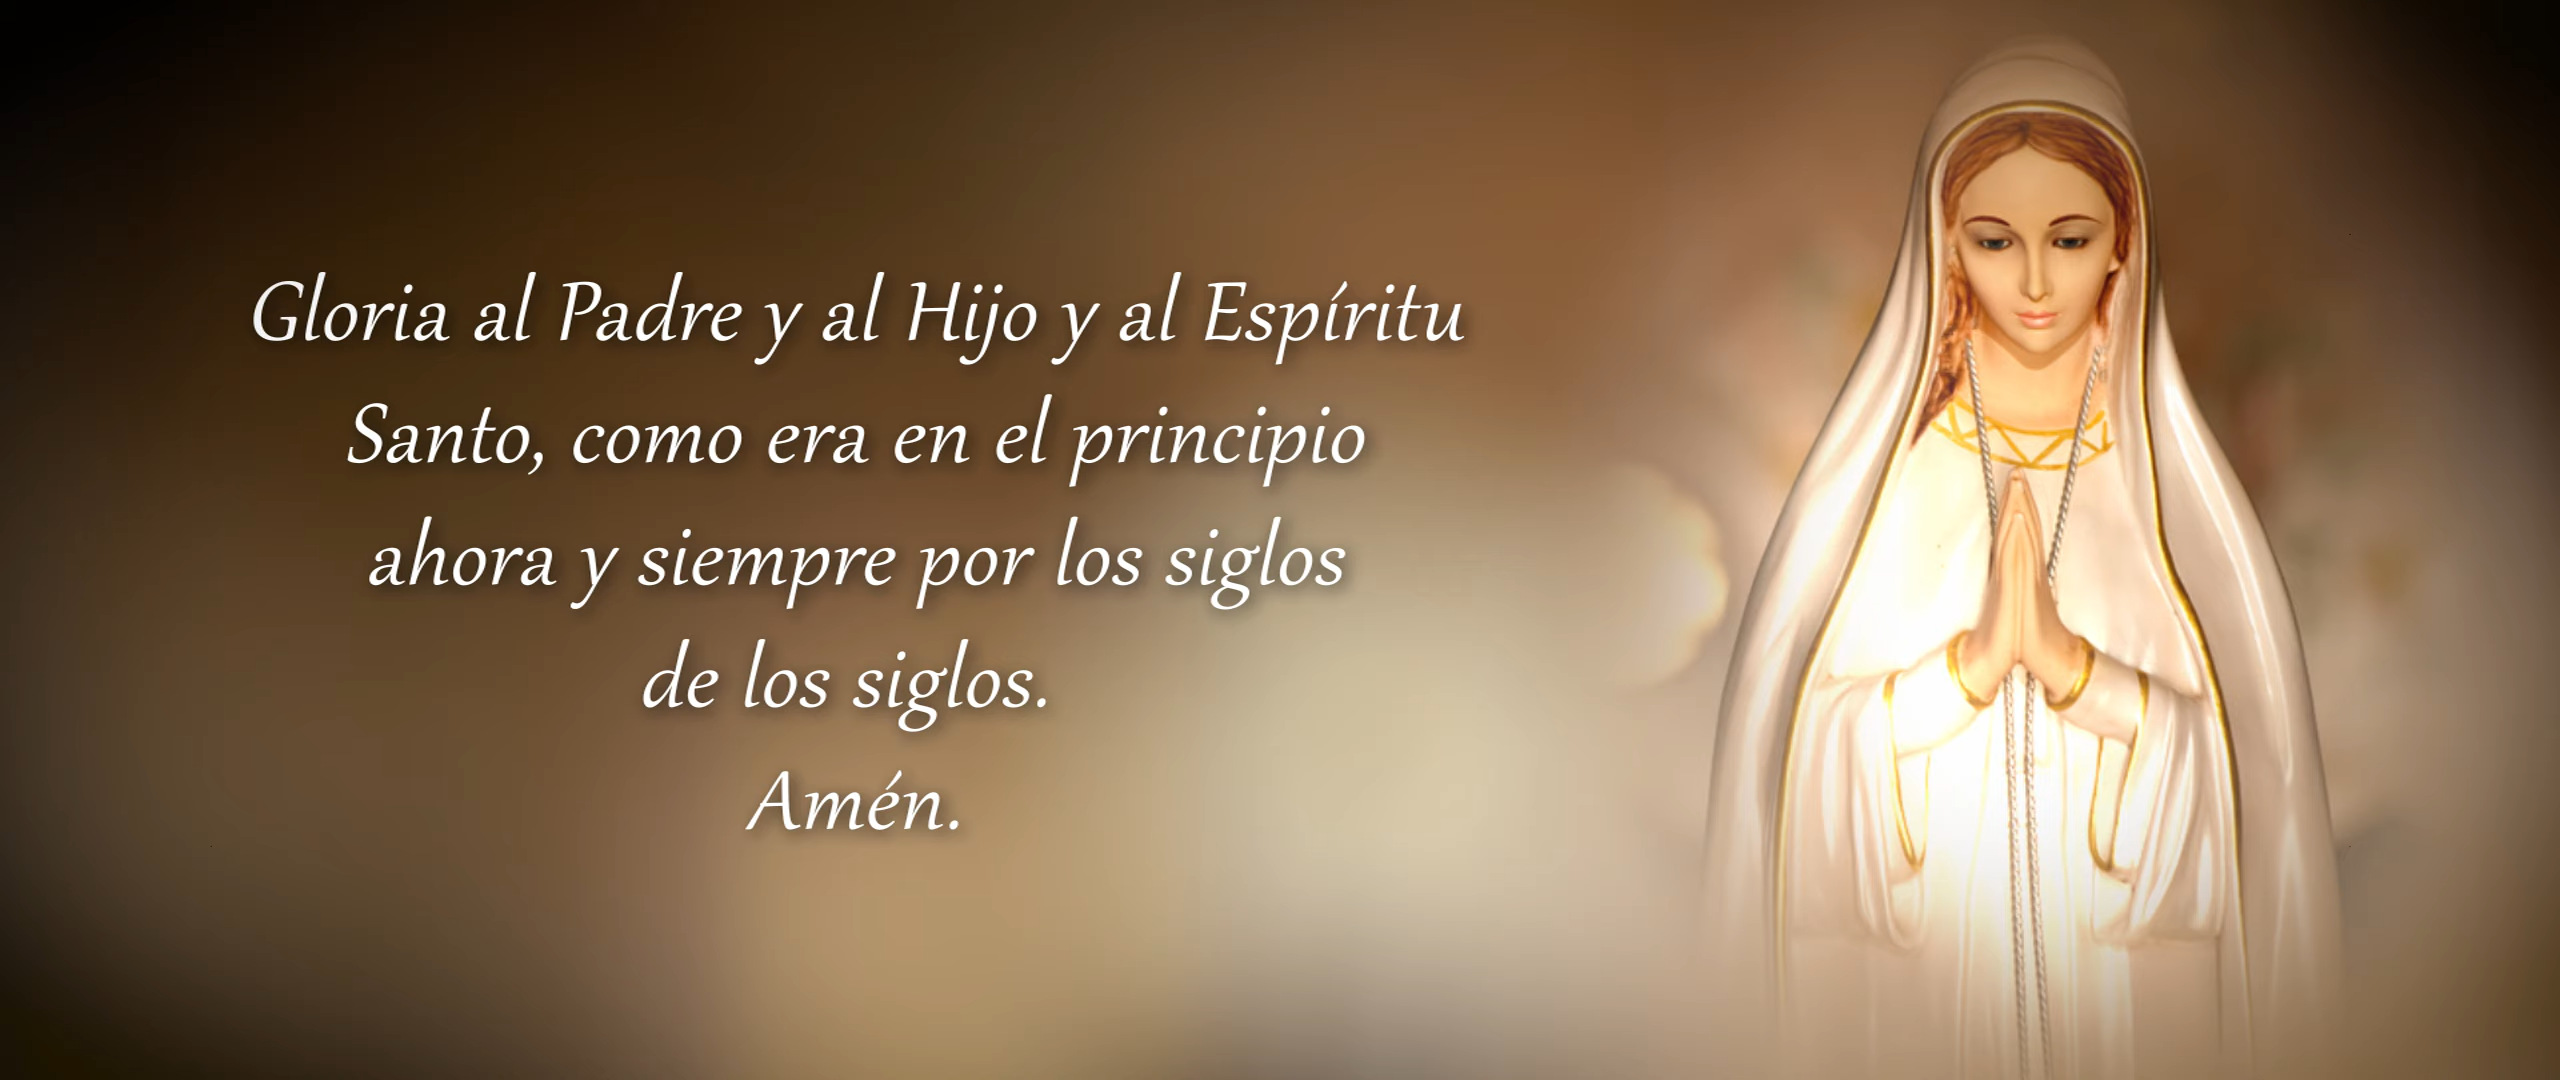 Gloria al Padre y al Hijo y al Espíritu
Santo, como era en el principio
ahora y siempre por los siglos
de los siglos.
Amén.